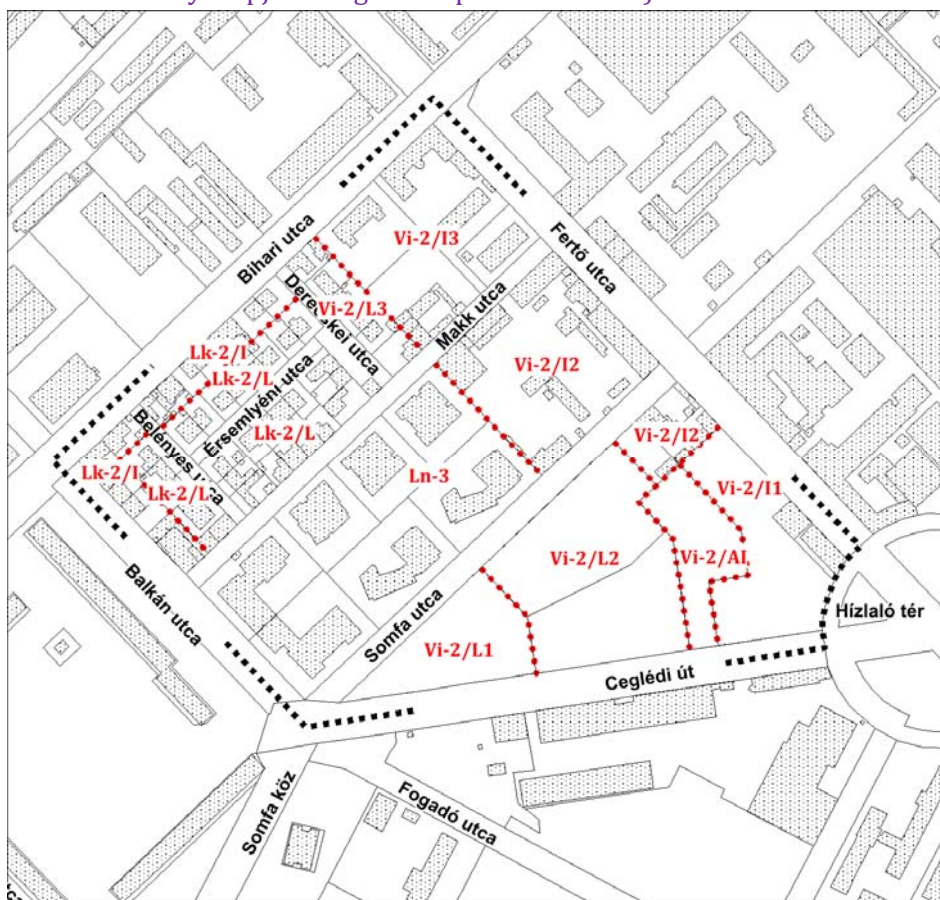 Bihari utca
Vi-2/I3
Fertő utca
Derecskei utca
Vi-2/L3
Makk utca
Lk-2/I
Lk-2/L
Érsemlyéni utca
Vi-2/I2
Belényes utca
Lk-2/L
Lk-2/I
Lk-2/L
Ln-3
Vi-2/I2
Vi-2/I1
Vi-2/L2
Vi-2/AI
Balkán utca
Somfa utca
Hízlaló tér
Vi-2/L1
Ceglédi út
Somfa köz
Fogadó utca